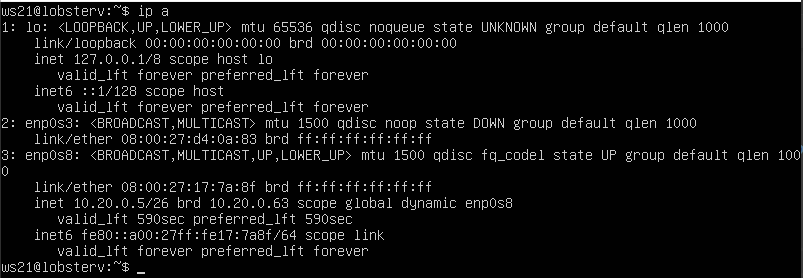 ws21@lobsterv:~$ ip a
1: lo: <LOOPBACK,UP,LOWER_UP> mtu 65536 qdisc noqueue state UNKNOWN group default qlen 1000
    link/loopback 00:00:00:00:00:00 brd 00:00:00:00:00:00
    inet 127.0.0.1/8 scope host lo
       valid_lft forever preferred_lft forever
    inet6 ::1/128 scope host
       valid_lft forever preferred_lft forever
2: enp0s3: <BROADCAST,MULTICAST> mtu 1500 qdisc noop state DOWN group default qlen 1000
    link/ether 08:00:27:d4:0a:83 brd ff:ff:ff:ff:ff:ff
3: enp0s8: <BROADCAST,MULTICAST,UP,LOWER_UP> mtu 1500 qdisc fq_codel state UP group default qlen 100
0
    link/ether 08:00:27:17:7a:8f brd ff:ff:ff:ff:ff:ff
    inet 10.20.0.5/26 brd 10.20.0.63 scope global dynamic enp0s8
       valid_lft 590sec preferred_lft 590sec
    inet6 fe80::a00:27ff:fe17:7a8f/64 scope link
       valid_lft forever preferred_lft forever
ws21@lobsterv:~$ _